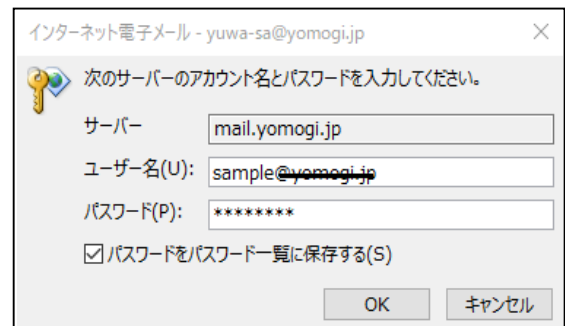 インターネット電子メール - yuwa-sa@yomogi.jp
次のサーバーのアカウント名とパスワードを入力してください。
サーバー mail.yomogi.jp
ユーザー名(U): sample@yomogi.jp
パスワード(P): ********
パスワードをパスワード一覧に保存する(S)
OK キャンセル